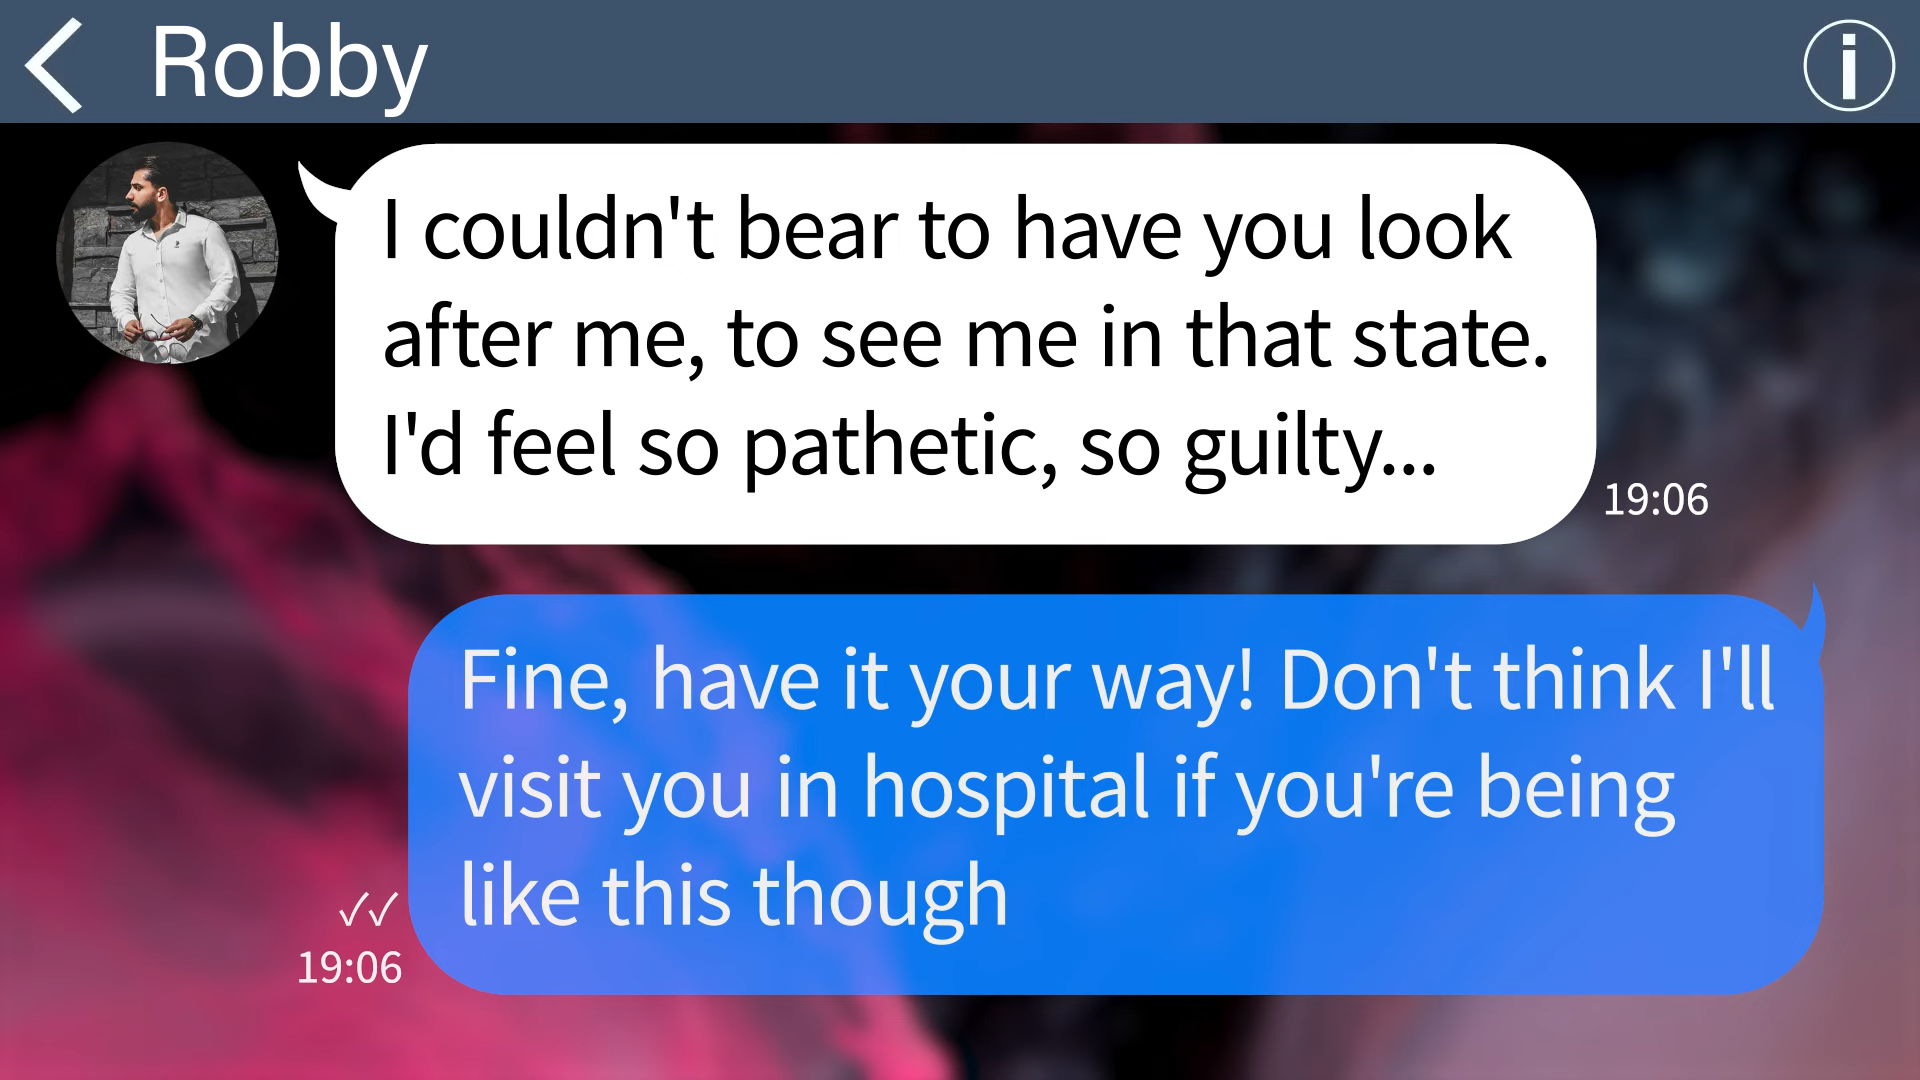 Robby
I couldn't bear to have you look
after me, to see me in that state.
I'd feel so pathetic, so guilty...
19:06
Fine, have it your way! Don't think I'll
visit you in hospital if you're being
like this though
✓✓
19:06